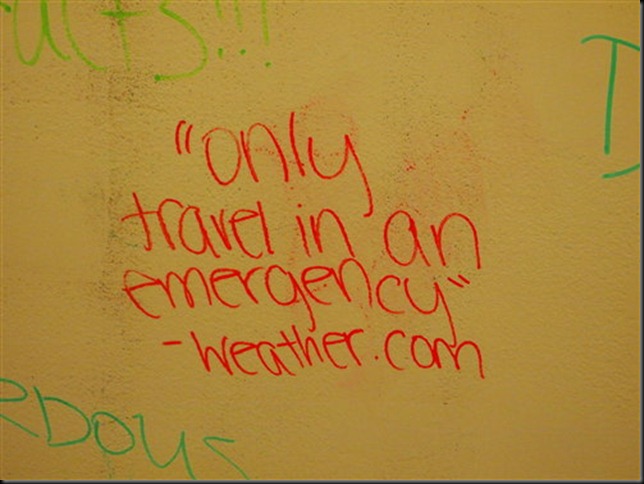 "only
travel in an
emergency"
-weather.com